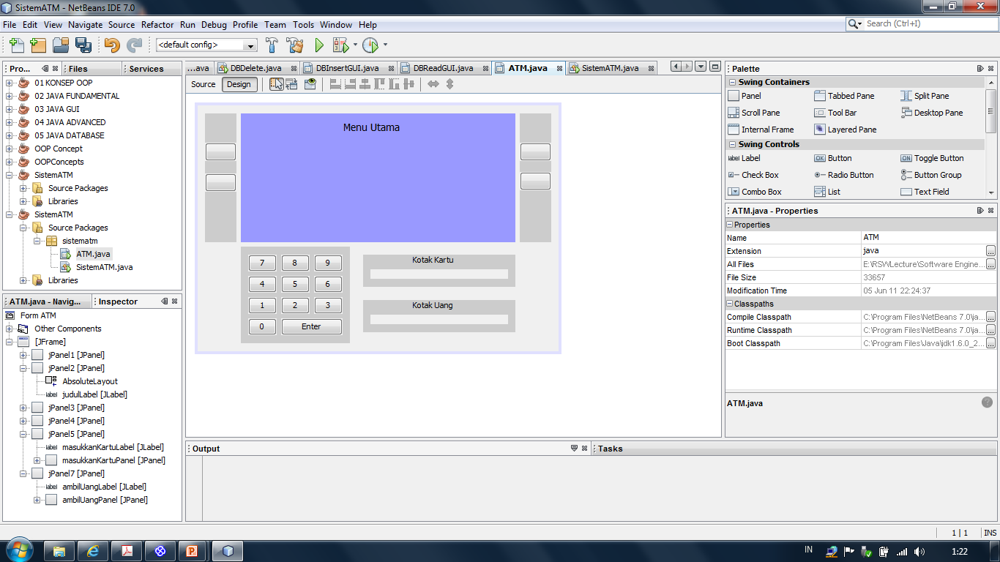 SistemATM - NetBeans IDE 7.0
File Edit View Navigate Source Refactor Run Debug Profile Team Tools Window Help
Search (Ctrl+I)
<default config>
Pro... Files Services
01 KONSEP OOP
02 JAVA FUNDAMENTAL
03 JAVA GUI
04 JAVA ADVANCED
05 JAVA DATABASE
OOP Concept
OOPConcepts
SistemATM
Source Packages
Libraries
SistemATM
Source Packages
sistematm
ATM.java
SistemATM.java
Libraries
ATM.java - Navig... Inspector
Form ATM
Other Components
[JFrame]
jPanel1 [JPanel]
jPanel2 [JPanel]
AbsoluteLayout
label judulLabel [JLabel]
jPanel3 [JPanel]
jPanel4 [JPanel]
jPanel5 [JPanel]
label masukkanKartuLabel [JLabel]
masukkanKartuPanel [JPanel]
jPanel7 [JPanel]
label ambilUangLabel [JLabel]
ambilUangPanel [JPanel]
...ava DBDelete.java DBInsertGUI.java DBReadGUI.java ATM.java SistemATM.java
Source Design
Menu Utama
7 8 9
4 5 6
1 2 3
0 Enter
Kotak Kartu
Kotak Uang
Output Tasks
Palette
Swing Containers
Panel Tabbed Pane Split Pane
Scroll Pane Tool Bar Desktop Pane
Internal Frame Layered Pane
Swing Controls
label Label OK Button ON Toggle Button
Check Box Radio Button Button Group
Combo Box List Text Field
ATM.java - Properties
Properties
Name ATM
Extension java ...
All Files E:\RSW\Lecture\Software Engine... ...
File Size 33657
Modification Time 05 Jun 11 22:24:37
Classpaths
Compile Classpath C:\Program Files\NetBeans 7.0\ja... ...
Runtime Classpath C:\Program Files\NetBeans 7.0\ja... ...
Boot Classpath C:\Program Files\Java\jdk1.6.0_2... ...
ATM.java
?
1 | 1 INS
IN 1:22